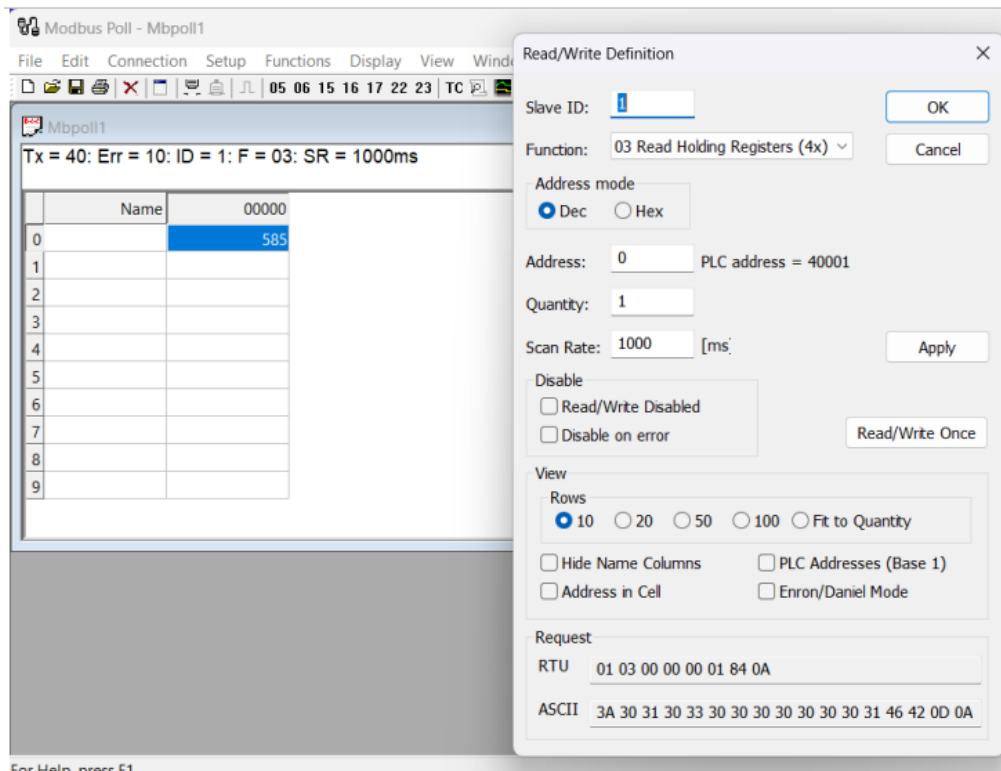 Modbus Poll - Mbpoll1
File Edit Connection Setup Functions Display View Wind
05 06 15 16 17 22 23 TC
Mbpoll1
Tx = 40: Err = 10: ID = 1: F = 03: SR = 1000ms
Name 00000
0 585
1
2
3
4
5
6
7
8
9
For Help, press F1
Read/Write Definition
Slave ID: 1 OK
Function: 03 Read Holding Registers (4x) Cancel
Address mode
Dec Hex
Address: 0 PLC address = 40001
Quantity: 1
Scan Rate: 1000 [ms] Apply
Disable
Read/Write Disabled
Disable on error Read/Write Once
View
Rows
10 20 50 100 Fit to Quantity
Hide Name Columns PLC Addresses (Base 1)
Address in Cell Enron/Daniel Mode
Request
RTU 01 03 00 00 00 01 84 0A
ASCII 3A 30 31 30 33 30 30 30 30 30 30 30 31 46 42 0D 0A